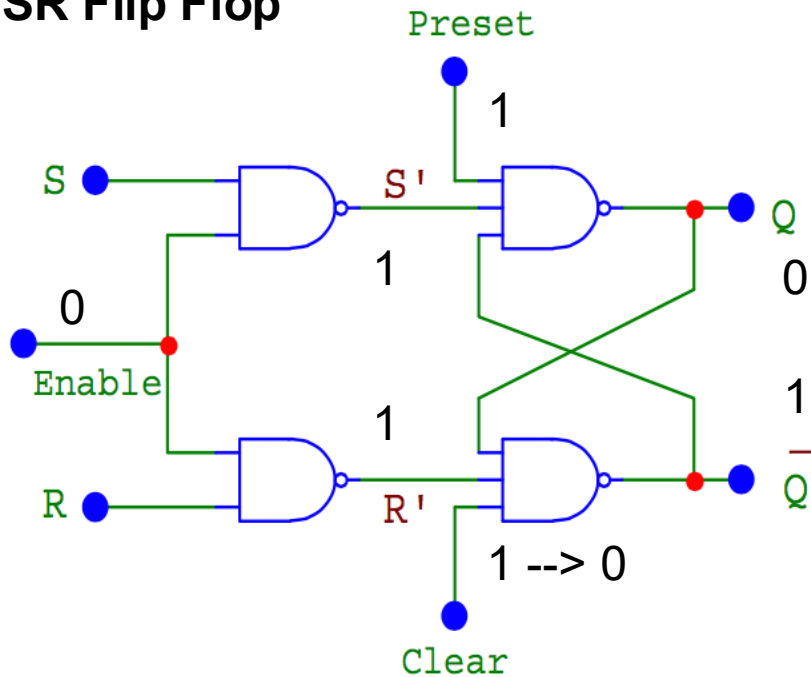 SR Flip Flop
Preset
1
S
S'
Q
1
0
0
Enable
1
1
R
R'
Q̅
1 --> 0
Clear